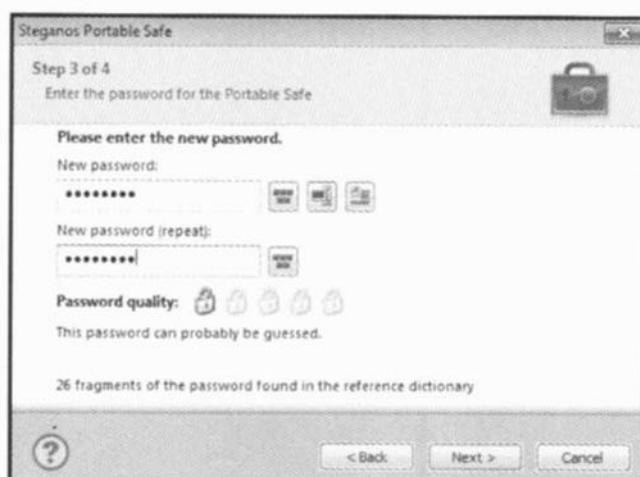 Steganos Portable Safe
Step 3 of 4
Enter the password for the Portable Safe
Please enter the new password.
New password:
••••••••
New password (repeat):
••••••••
Password quality:
This password can probably be guessed.
26 fragments of the password found in the reference dictionary
?
< Back
Next >
Cancel